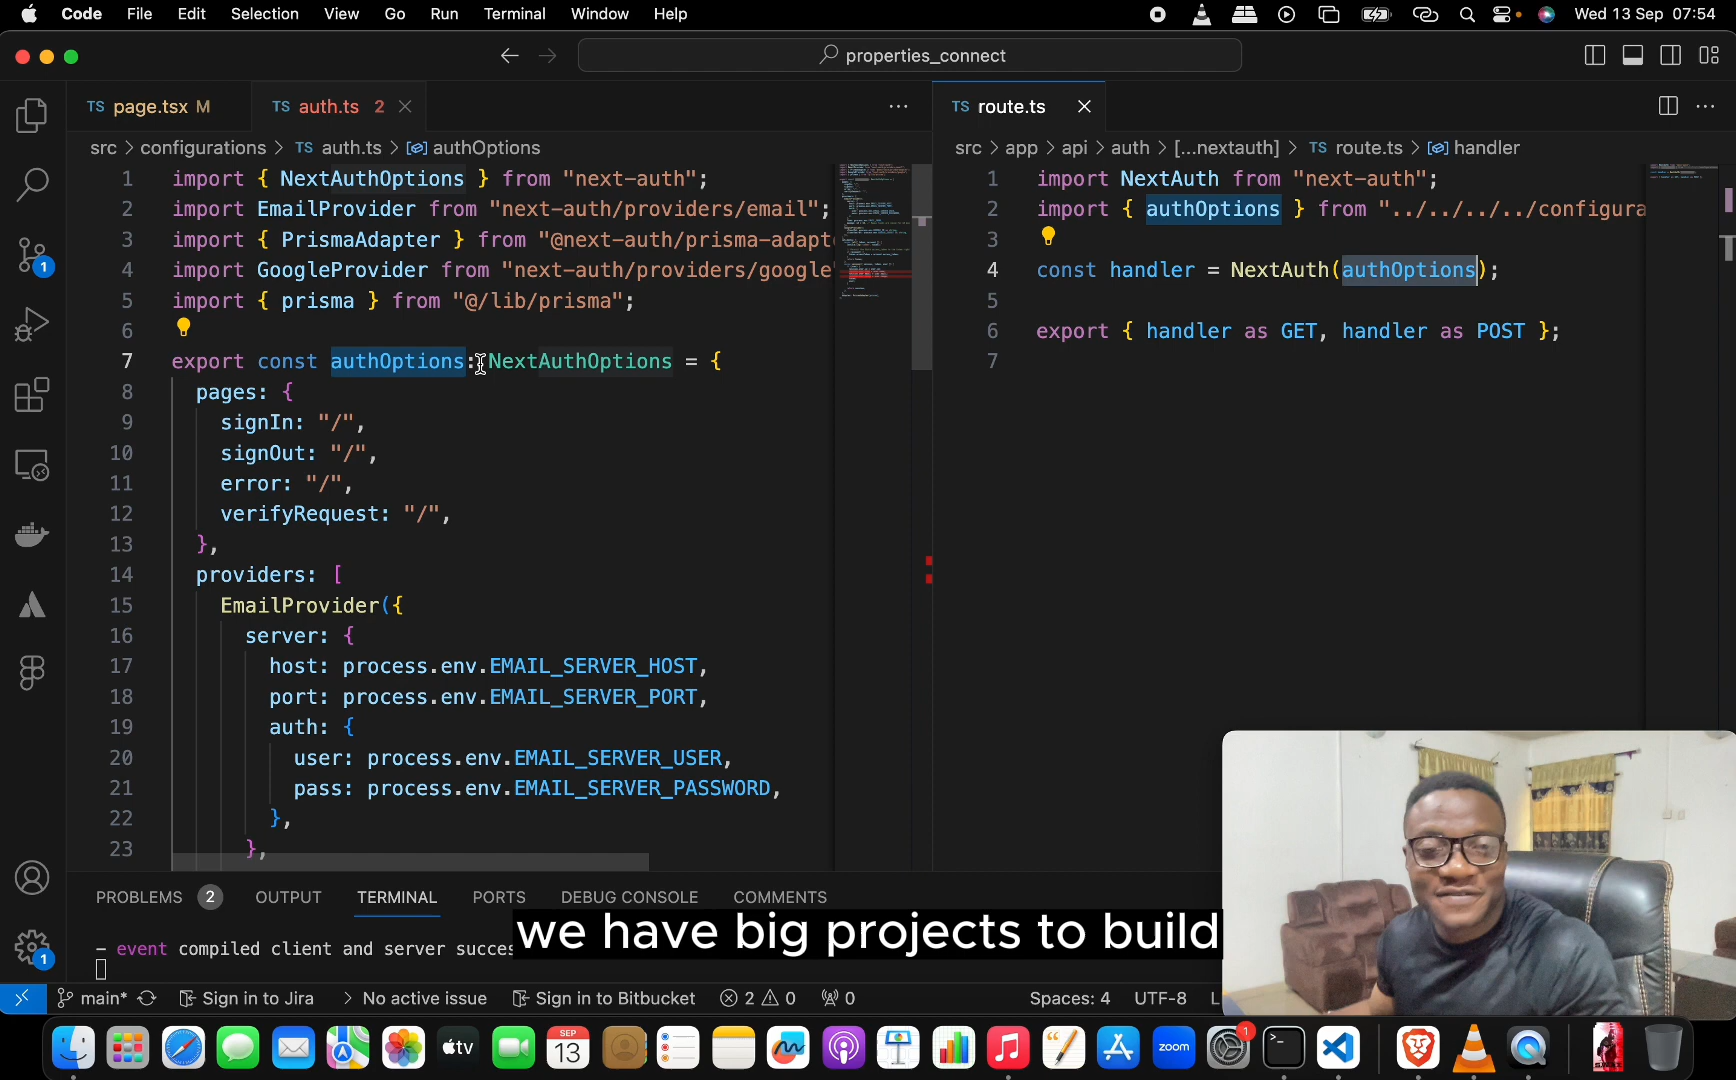 Code File Edit Selection View Go Run Terminal Window Help Wed 13 Sep 07:54
properties_connect
TS page.tsx M TS auth.ts 2 ··· TS route.ts ···
src > configurations > TS auth.ts > authOptions
1 import { NextAuthOptions } from "next-auth";
2 import EmailProvider from "next-auth/providers/email";
3 import { PrismaAdapter } from "@next-auth/prisma-adapt
4 import GoogleProvider from "next-auth/providers/google
5 import { prisma } from "@/lib/prisma";
6
7 export const authOptions: NextAuthOptions = {
8 pages: {
9 signIn: "/",
10 signOut: "/",
11 error: "/",
12 verifyRequest: "/",
13 },
14 providers: [
15 EmailProvider({
16 server: {
17 host: process.env.EMAIL_SERVER_HOST,
18 port: process.env.EMAIL_SERVER_PORT,
19 auth: {
20 user: process.env.EMAIL_SERVER_USER,
21 pass: process.env.EMAIL_SERVER_PASSWORD,
22 },
23 },
src > app > api > auth > [...nextauth] > TS route.ts > handler
1 import NextAuth from "next-auth";
2 import { authOptions } from "../../../../configura
3
4 const handler = NextAuth(authOptions);
5
6 export { handler as GET, handler as POST };
7
1
1
PROBLEMS 2 OUTPUT TERMINAL PORTS DEBUG CONSOLE COMMENTS
– event compiled client and server succes
we have big projects to build
main* Sign in to Jira > No active issue Sign in to Bitbucket 2 0 0 Spaces: 4 UTF-8 L
tv SEP 13 zoom 1